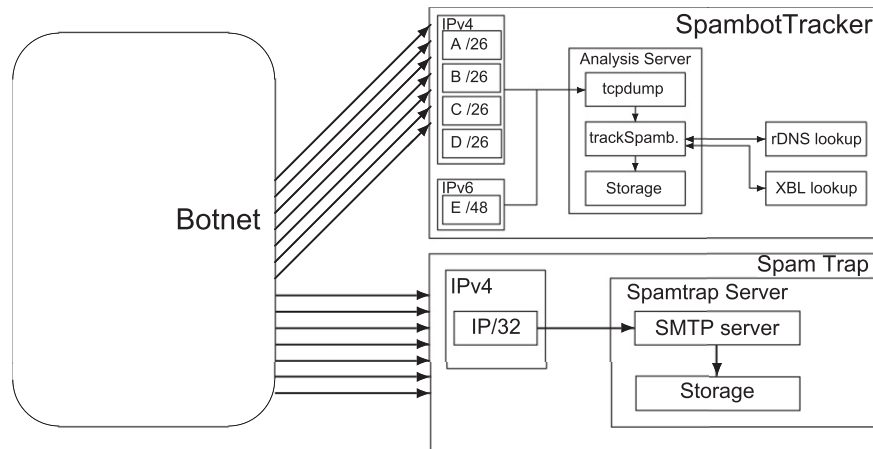 Botnet
SpambotTracker
IPv4
A /26
B /26
C /26
D /26
IPv6
E /48
Analysis Server
tcpdump
trackSpamb.
Storage
rDNS lookup
XBL lookup
Spam Trap
IPv4
IP/32
Spamtrap Server
SMTP server
Storage